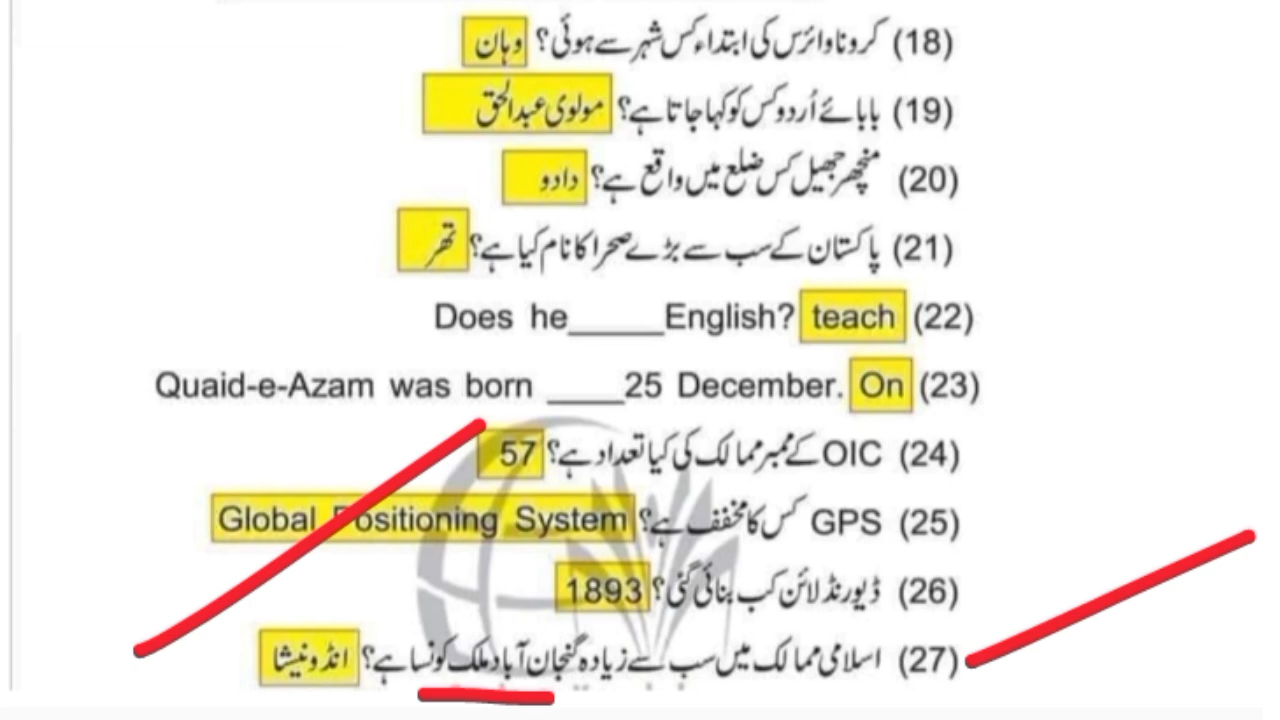 (18) کرونا وائرس کی ابتداء کس شہر سے ہوئی؟ وہان
(19) بابائے اُردو کس کو کہا جاتا ہے؟ مولوی عبدالحق
(20) منچھر جھیل کس ضلع میں واقع ہے؟ دادو
(21) پاکستان کے سب سے بڑے صحرا کا نام کیا ہے؟ تھر
Does he_____English? teach (22)
Quaid-e-Azam was born ____25 December. On (23)
(24) OIC کے ممبر ممالک کی کیا تعداد ہے؟ 57
(25) GPS کس کا مخفف ہے؟ Global Positioning System
(26) ڈیورنڈ لائن کب بنائی گئی؟ 1893
(27) اسلامی ممالک میں سب سے زیادہ گنجان آباد ملک کونسا ہے؟ انڈونیشا